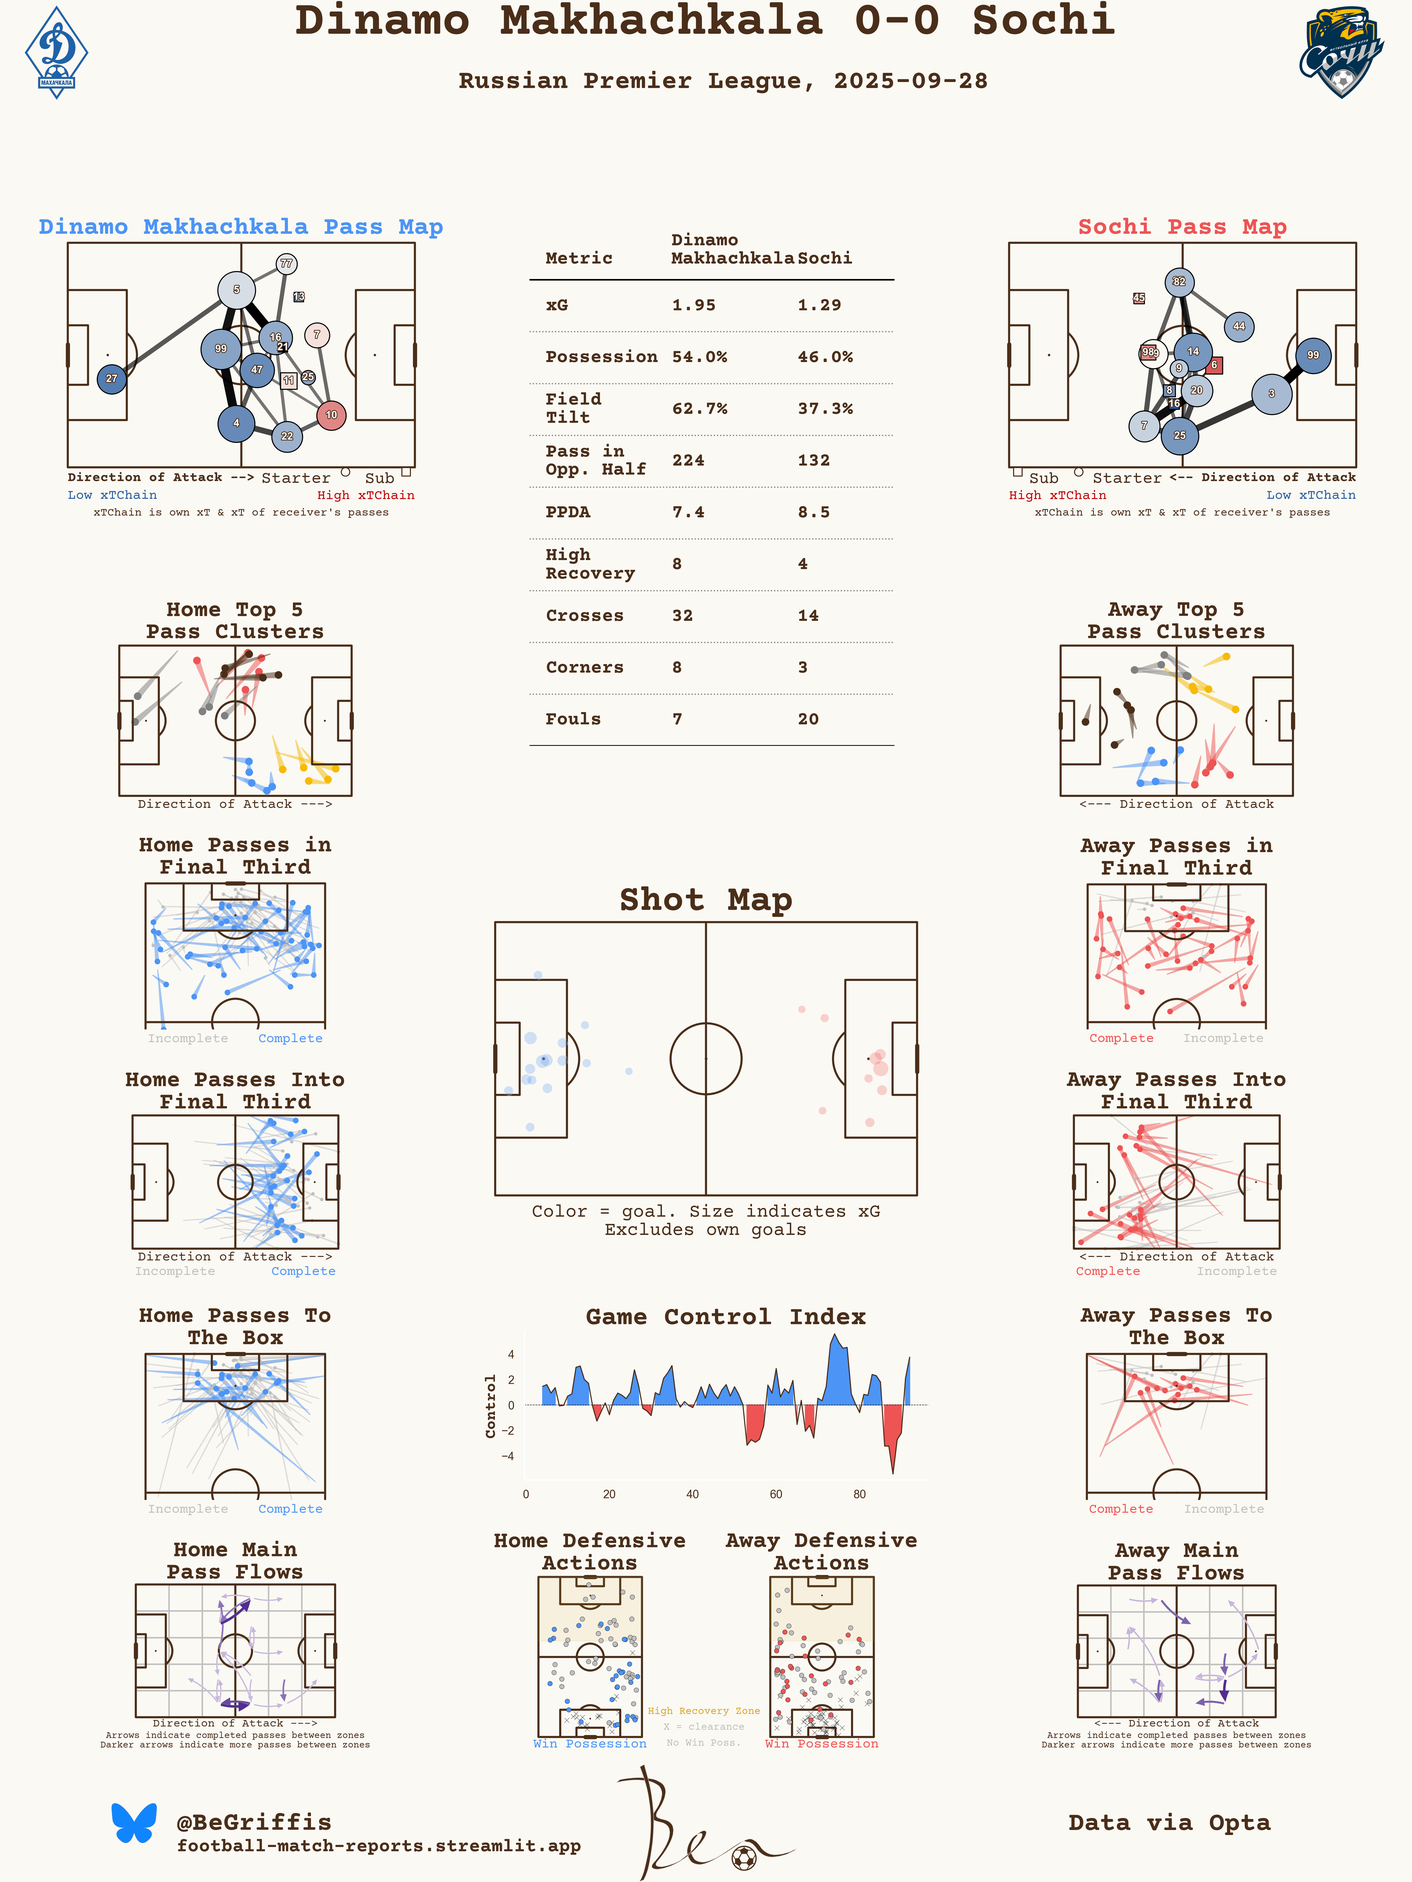 Dinamo Makhachkala 0-0 Sochi
Russian Premier League, 2025-09-28
МАХАЧКАЛА
СОЧИ
Dinamo Makhachkala Pass Map
77
5
13
16
7
21
99
47
25
11
27
10
4
22
Direction of Attack -->
Starter
Sub
Low xTChain
High xTChain
xTChain is own xT & xT of receiver's passes
Metric
Dinamo
Makhachkala
Sochi
xG
1.95
1.29
Possession
54.0%
46.0%
Field
Tilt
62.7%
37.3%
Pass in
Opp. Half
224
132
PPDA
7.4
8.5
High
Recovery
8
4
Crosses
32
14
Corners
8
3
Fouls
7
20
Sochi Pass Map
82
45
44
98
14
99
9
6
8
20
3
16
7
25
Sub
Starter
<-- Direction of Attack
High xTChain
Low xTChain
xTChain is own xT & xT of receiver's passes
Home Top 5
Pass Clusters
Direction of Attack --->
Away Top 5
Pass Clusters
<--- Direction of Attack
Home Passes in
Final Third
Incomplete
Complete
Away Passes in
Final Third
Complete
Incomplete
Shot Map
Color = goal. Size indicates xG
Excludes own goals
Home Passes Into
Final Third
Direction of Attack --->
Incomplete
Complete
Away Passes Into
Final Third
<--- Direction of Attack
Complete
Incomplete
Home Passes To
The Box
Incomplete
Complete
Game Control Index
Control
4
2
0
−2
−4
0
20
40
60
80
Away Passes To
The Box
Complete
Incomplete
Home Main
Pass Flows
Direction of Attack --->
Arrows indicate completed passes between zones
Darker arrows indicate more passes between zones
Home Defensive
Actions
Win Possession
Away Defensive
Actions
Win Possession
High Recovery Zone
X = clearance
No Win Poss.
Away Main
Pass Flows
<--- Direction of Attack
Arrows indicate completed passes between zones
Darker arrows indicate more passes between zones
@BeGriffis
football-match-reports.streamlit.app
Ben
Data via Opta